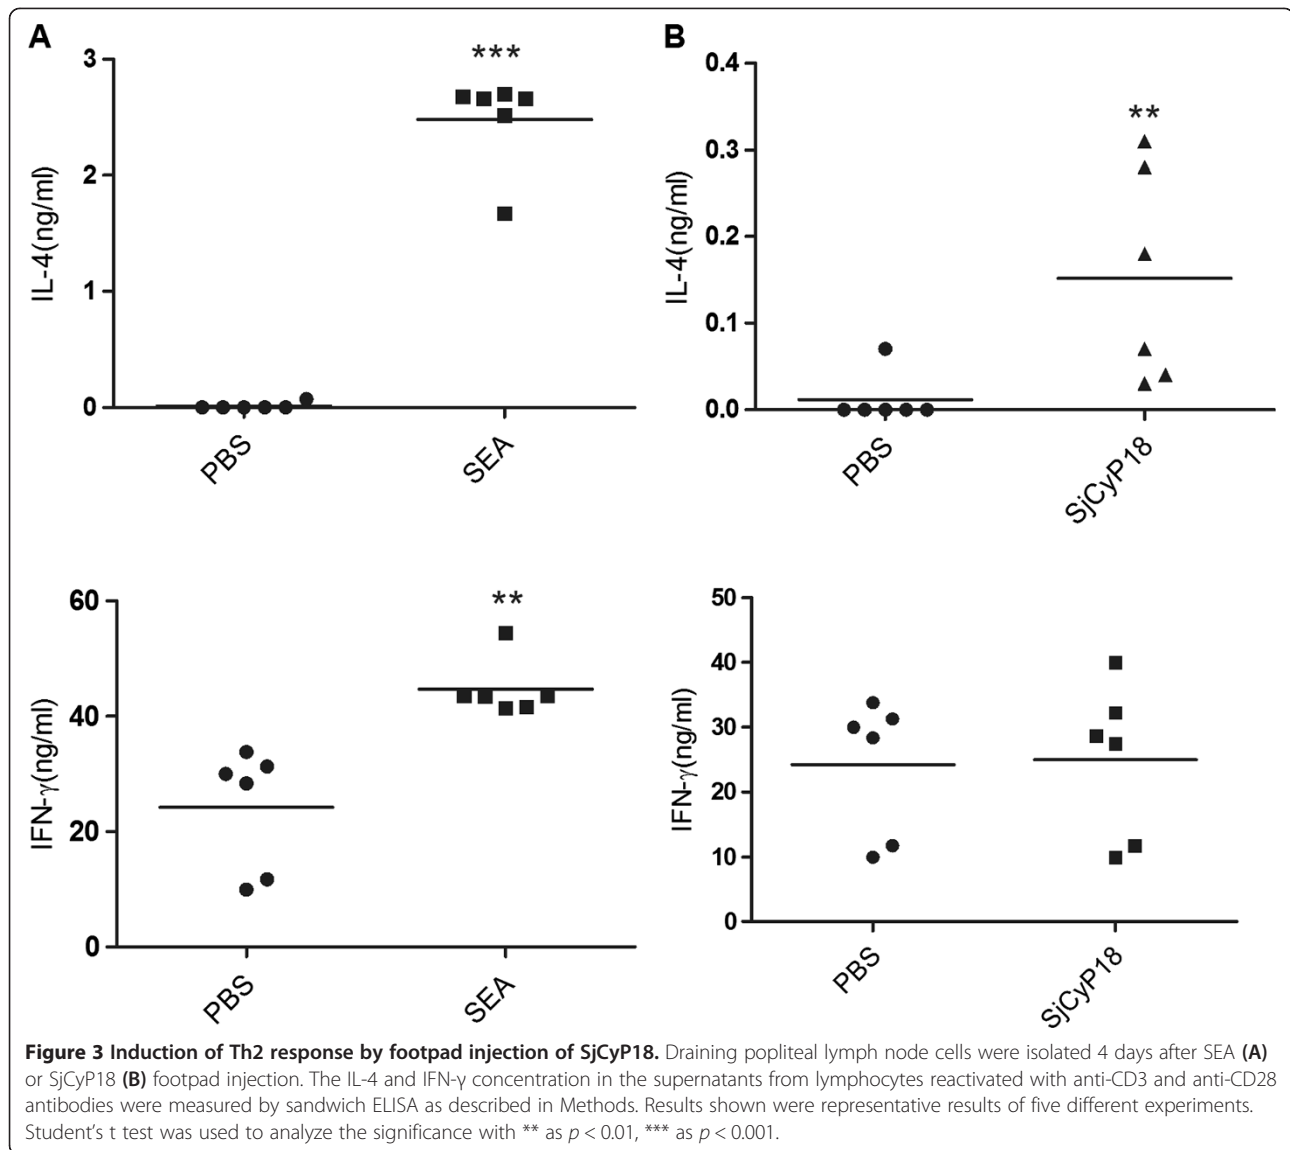 A
3
2
1
0
IL-4(ng/ml)
***
PBS
SEA
B
0.4
0.3
0.2
0.1
0.0
IL-4(ng/ml)
**
PBS
SjCyP18
60
40
20
0
IFN-γ(ng/ml)
**
PBS
SEA
50
40
30
20
10
0
IFN-γ(ng/ml)
PBS
SjCyP18
Figure 3 Induction of Th2 response by footpad injection of SjCyP18. Draining popliteal lymph node cells were isolated 4 days after SEA (A)
or SjCyP18 (B) footpad injection. The IL-4 and IFN-γ concentration in the supernatants from lymphocytes reactivated with anti-CD3 and anti-CD28
antibodies were measured by sandwich ELISA as described in Methods. Results shown were representative results of five different experiments.
Student's t test was used to analyze the significance with ** as p < 0.01, *** as p < 0.001.